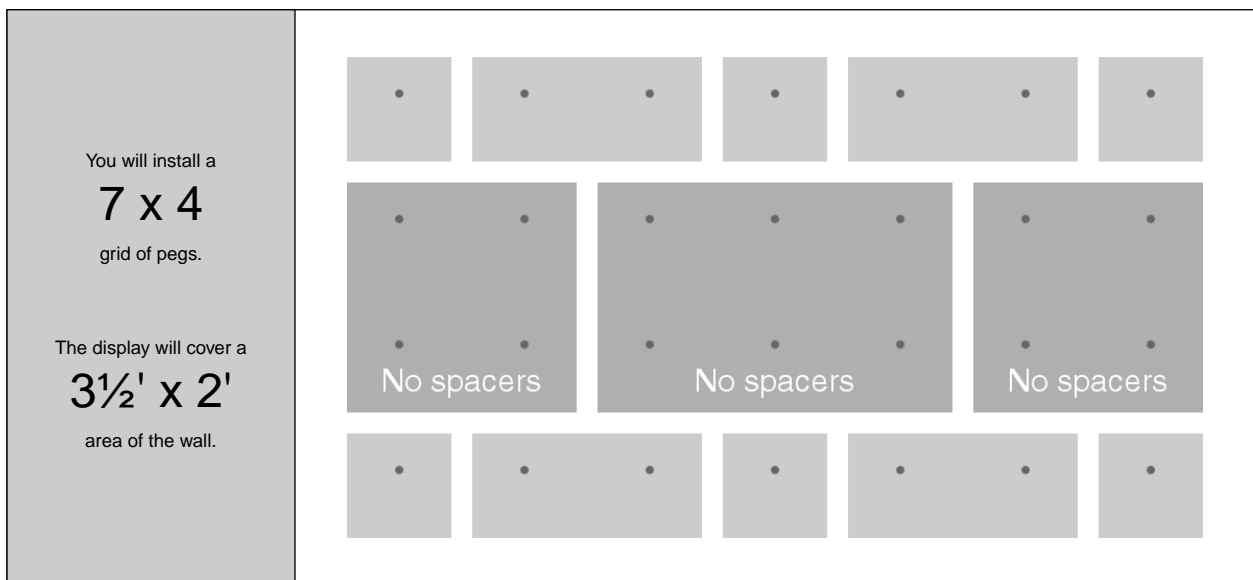 You will install a
7 x 4
grid of pegs.
The display will cover a
3½' x 2'
area of the wall.
No spacers
No spacers
No spacers